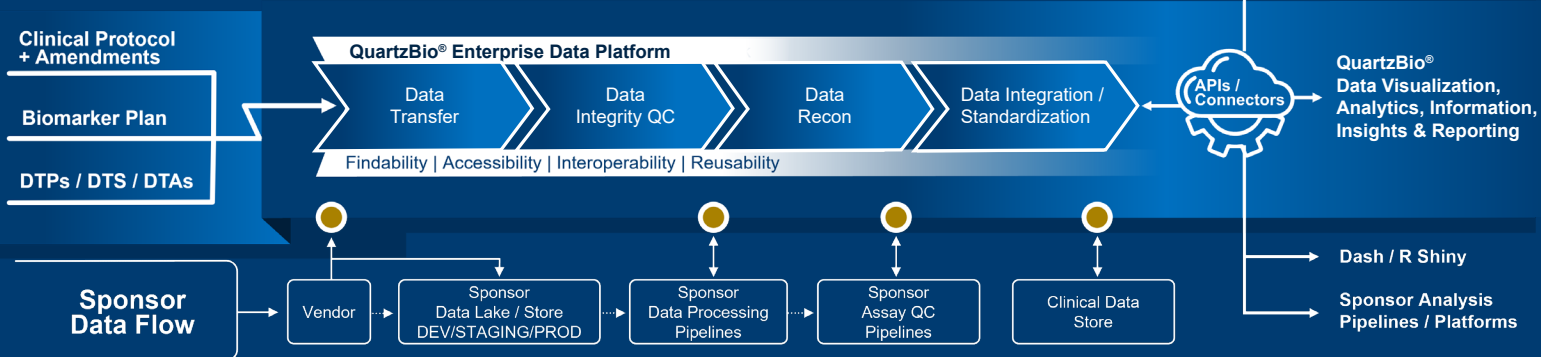 Clinical Protocol
+ Amendments
Biomarker Plan
DTPs / DTS / DTAs
QuartzBio® Enterprise Data Platform
Data
Transfer
Data
Integrity QC
Data
Recon
Data Integration /
Standardization
Findability | Accessibility | Interoperability | Reusability
APIs /
Connectors
QuartzBio®
Data Visualization,
Analytics, Information,
Insights & Reporting
Sponsor
Data Flow
Vendor
Sponsor
Data Lake / Store
DEV/STAGING/PROD
Sponsor
Data Processing
Pipelines
Sponsor
Assay QC
Pipelines
Clinical Data
Store
Dash / R Shiny
Sponsor Analysis
Pipelines / Platforms